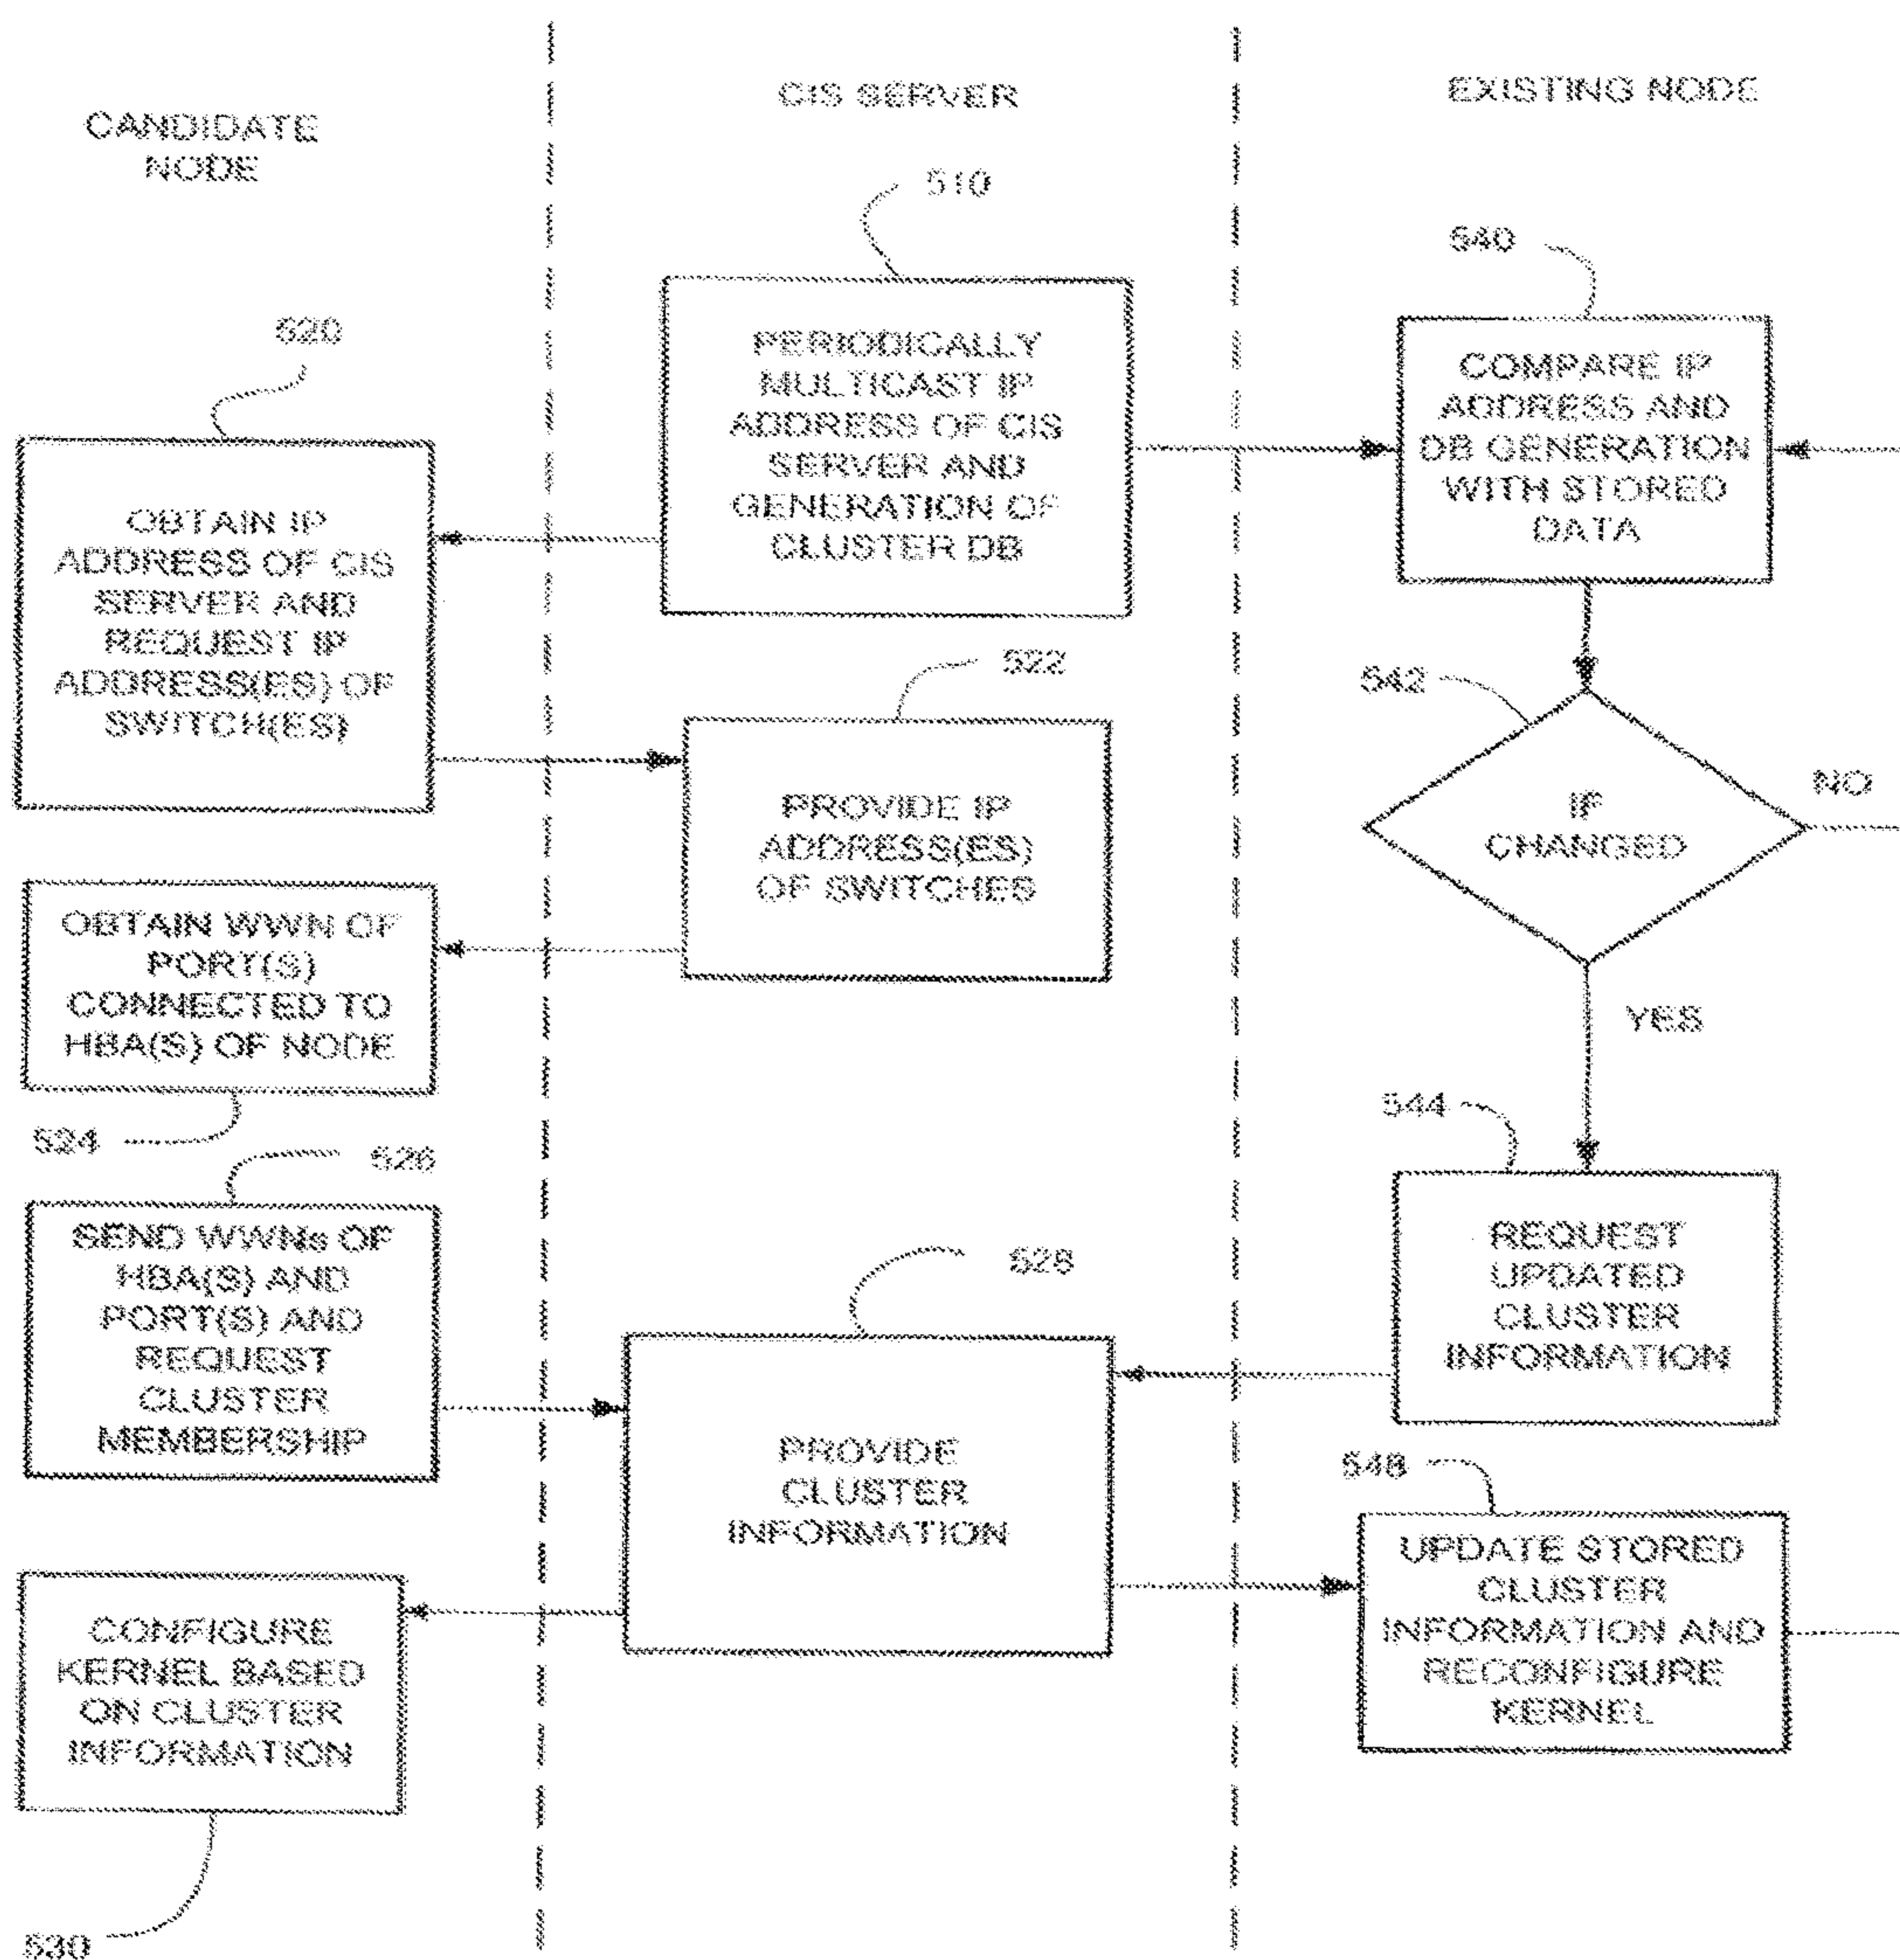 CANDIDATE
NODE
CIS SERVER
EXISTING NODE
510
540
520
PERIODICALLY
MULTICAST IP
ADDRESS OF CIS
SERVER AND
GENERATION OF
CLUSTER DB
COMPARE IP
ADDRESS AND
DB GENERATION
WITH STORED
DATA
OBTAIN IP
ADDRESS OF CIS
SERVER AND
REQUEST IP
ADDRESS(ES) OF
SWITCH(ES)
522
542
PROVIDE IP
ADDRESS(ES)
OF SWITCHES
IF
CHANGED
NO
OBTAIN WWN OF
PORT(S)
CONNECTED TO
HBA(S) OF NODE
YES
524
526
544
SEND WWNs OF
HBA(S) AND
PORT(S) AND
REQUEST
CLUSTER
MEMBERSHIP
528
REQUEST
UPDATED
CLUSTER
INFORMATION
PROVIDE
CLUSTER
INFORMATION
548
UPDATE STORED
CLUSTER
INFORMATION AND
RECONFIGURE
KERNEL
CONFIGURE
KERNEL BASED
ON CLUSTER
INFORMATION
530